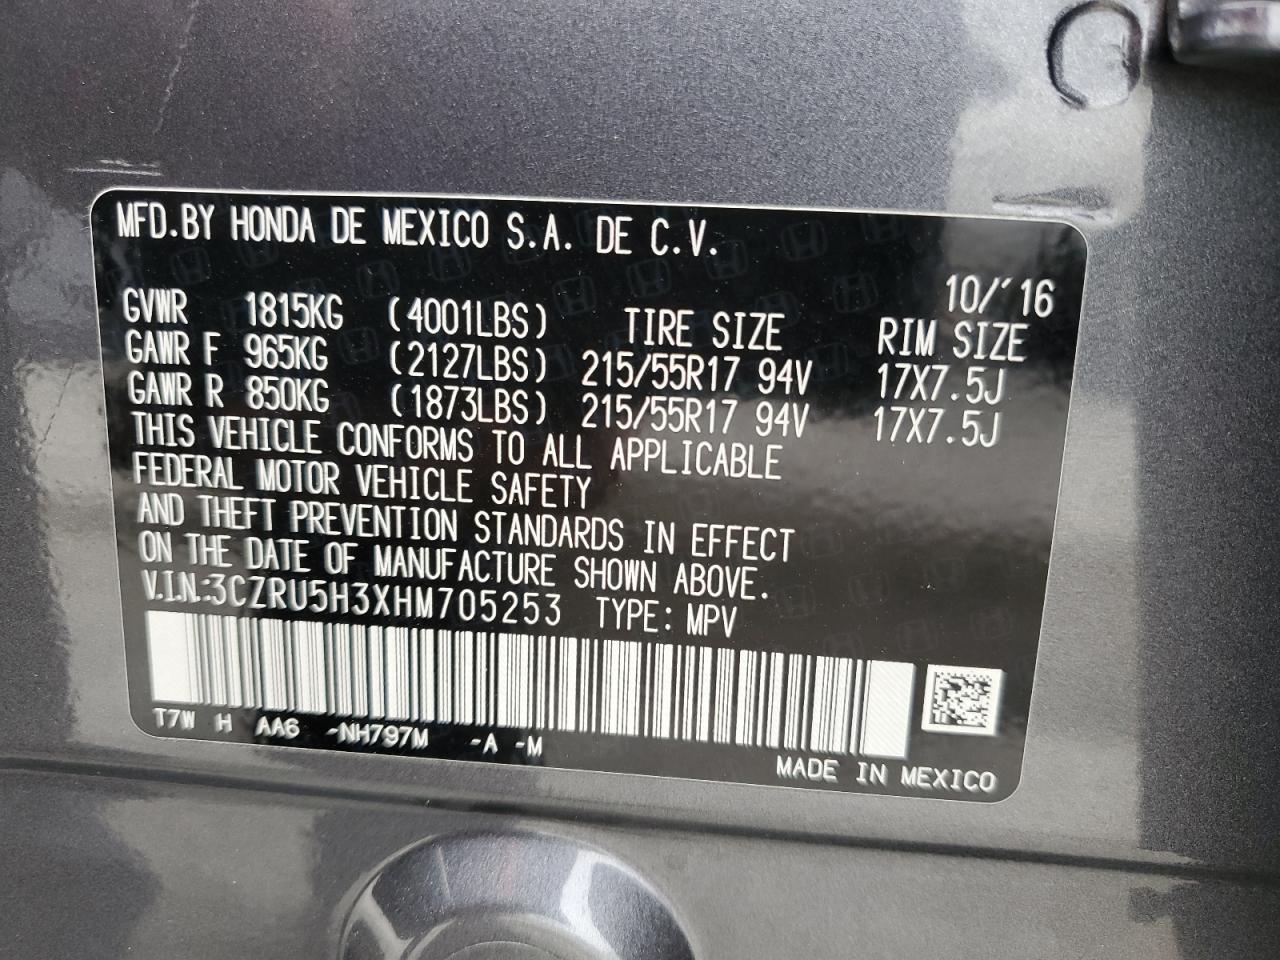 MFD.BY HONDA DE MEXICO S.A. DE C.V.
10/'16
GVWR 1815KG (4001LBS) TIRE SIZE RIM SIZE
GAWR F 965KG (2127LBS) 215/55R17 94V 17X7.5J
GAWR R 850KG (1873LBS) 215/55R17 94V 17X7.5J
THIS VEHICLE CONFORMS TO ALL APPLICABLE
FEDERAL MOTOR VEHICLE SAFETY
AND THEFT PREVENTION STANDARDS IN EFFECT
ON THE DATE OF MANUFACTURE SHOWN ABOVE.
V.I.N.:3CZRU5H3XHM705253 TYPE: MPV
T7W H AA6 -NH797M -A -M
MADE IN MEXICO